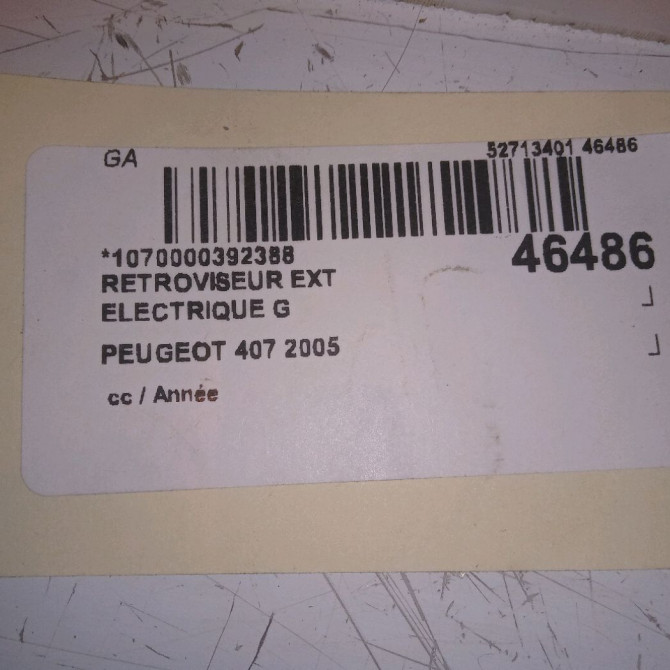 GA
52713401 46486
*1070000392388
46486
RETROVISEUR EXT
ELECTRIQUE G
PEUGEOT 407 2005
cc / Année